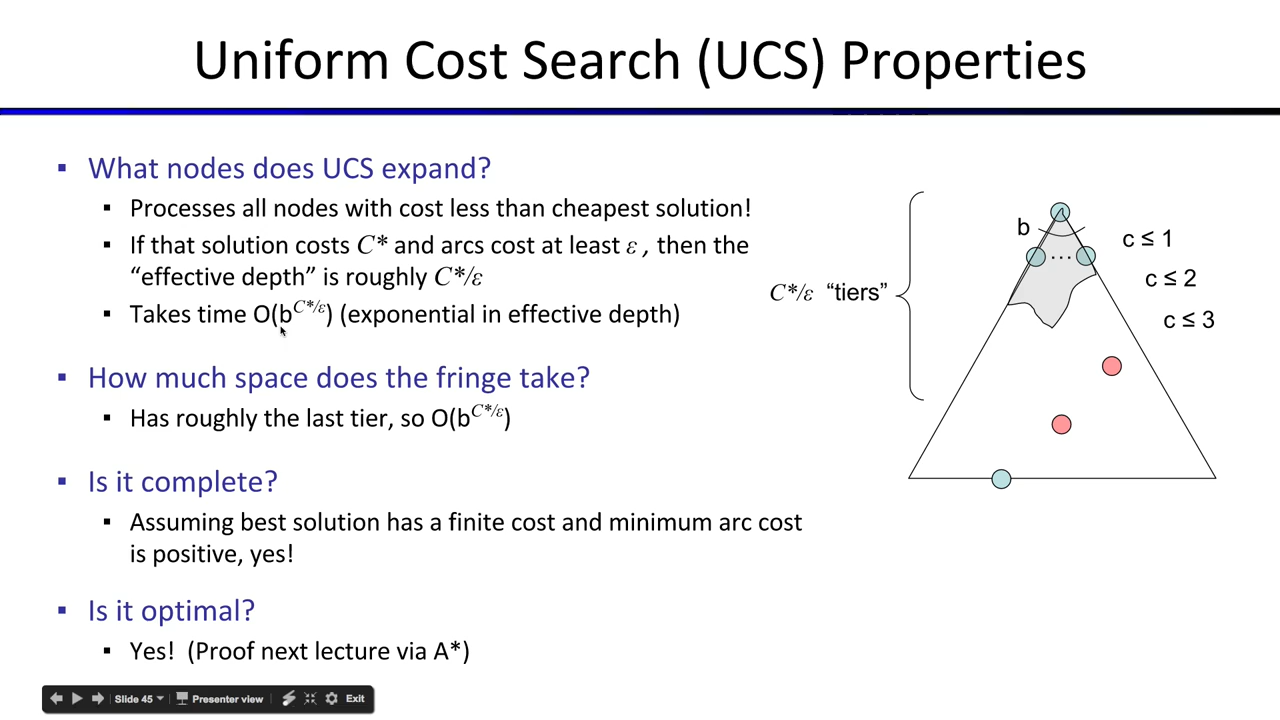 Uniform Cost Search (UCS) Properties
▪ What nodes does UCS expand?
▪ Processes all nodes with cost less than cheapest solution!
▪ If that solution costs C* and arcs cost at least ε , then the
“effective depth” is roughly C*/ε
▪ Takes time O(b^C*/ε) (exponential in effective depth)
▪ How much space does the fringe take?
▪ Has roughly the last tier, so O(b^C*/ε)
▪ Is it complete?
▪ Assuming best solution has a finite cost and minimum arc cost
is positive, yes!
▪ Is it optimal?
▪ Yes! (Proof next lecture via A*)
b
…
c ≤ 1
c ≤ 2
c ≤ 3
C*/ε “tiers”
Slide 45
Presenter view
Exit